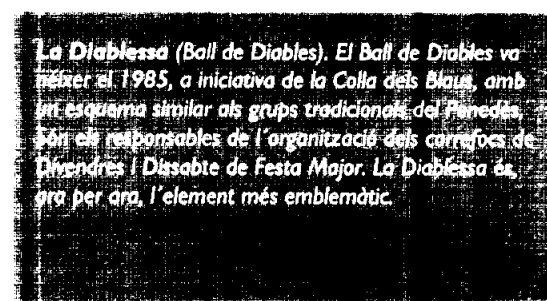 La Diablessa (Ball de Diables). El Ball de Diables va
néixer el 1985, a iniciativa de la Colla dels Blaus, amb
un esquema similar als grups tradicionals del Penedès.
Són els responsables de l'organització dels correfocs de
Divendres i Dissabte de Festa Major. La Diablessa és,
ara per ara, l'element més emblemàtic.